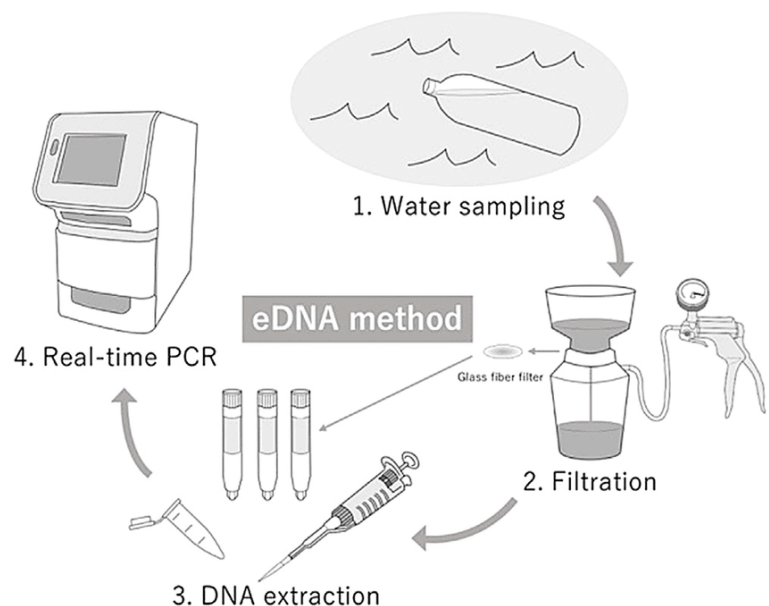 1. Water sampling
eDNA method
Glass fiber filter
2. Filtration
3. DNA extraction
4. Real-time PCR